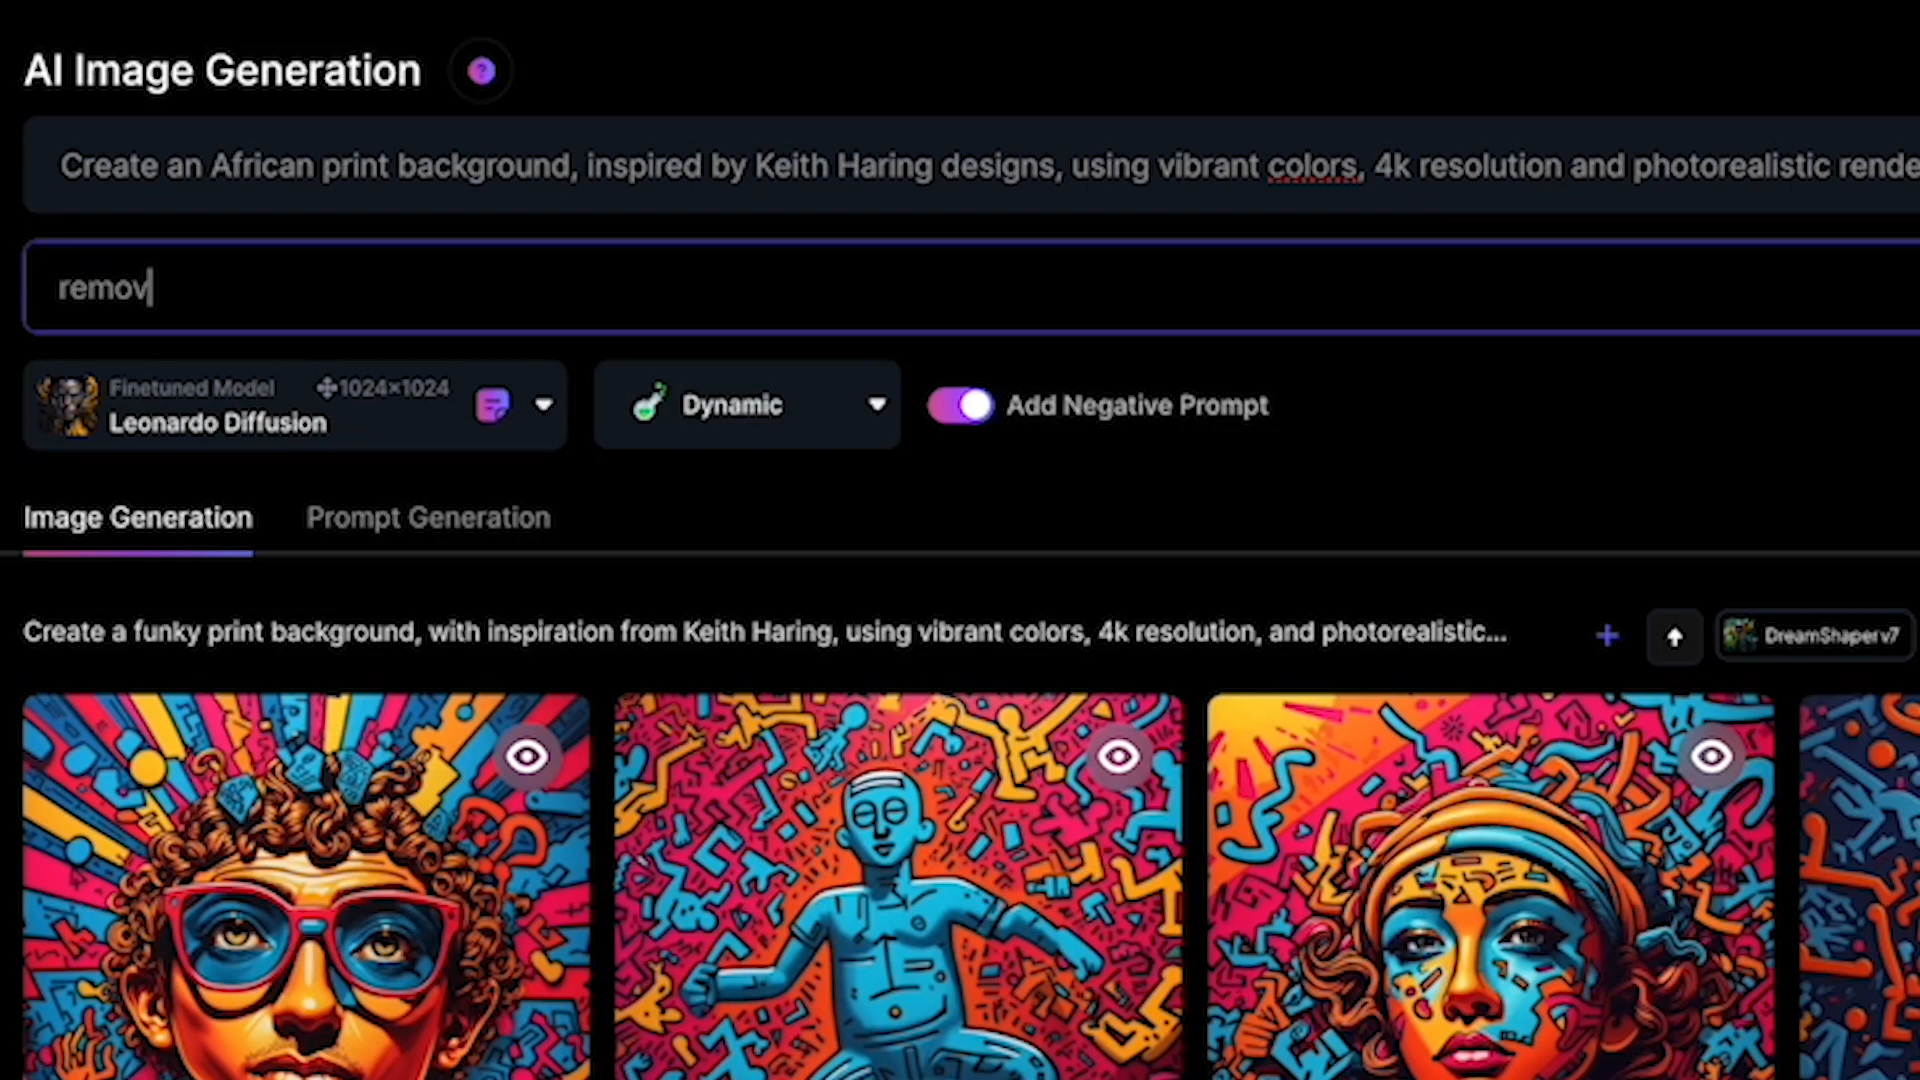 AI Image Generation
?
Create an African print background, inspired by Keith Haring designs, using vibrant colors, 4k resolution and photorealistic rende
remov
Finetuned Model 1024×1024
Leonardo Diffusion
Dynamic
Add Negative Prompt
Image Generation Prompt Generation
Create a funky print background, with inspiration from Keith Haring, using vibrant colors, 4k resolution, and photorealistic...
+
DreamShaper v7